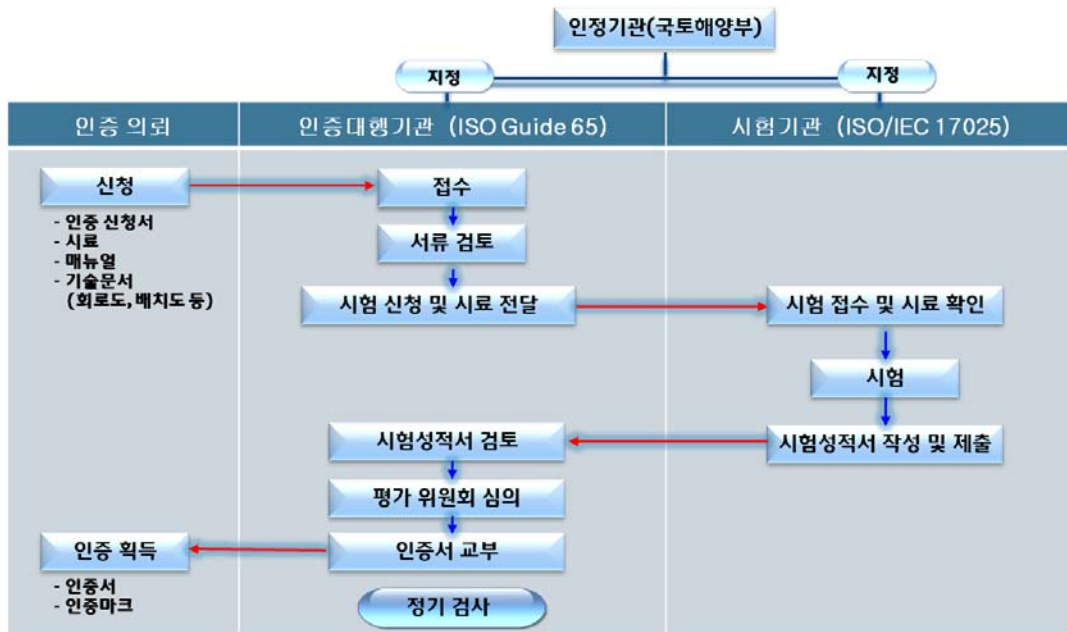 인정기관(국토해양부)
지정
지정
인증 의뢰
인증대행기관 (ISO Guide 65)
시험기관 (ISO/IEC 17025)
신청
접수
- 인증 신청서
- 시료
- 매뉴얼
- 기술문서
(회로도, 배치도 등)
서류 검토
시험 신청 및 시료 전달
시험 접수 및 시료 확인
시험
시험성적서 검토
시험성적서 작성 및 제출
평가 위원회 심의
인증 획득
인증서 교부
- 인증서
- 인증마크
정기 검사